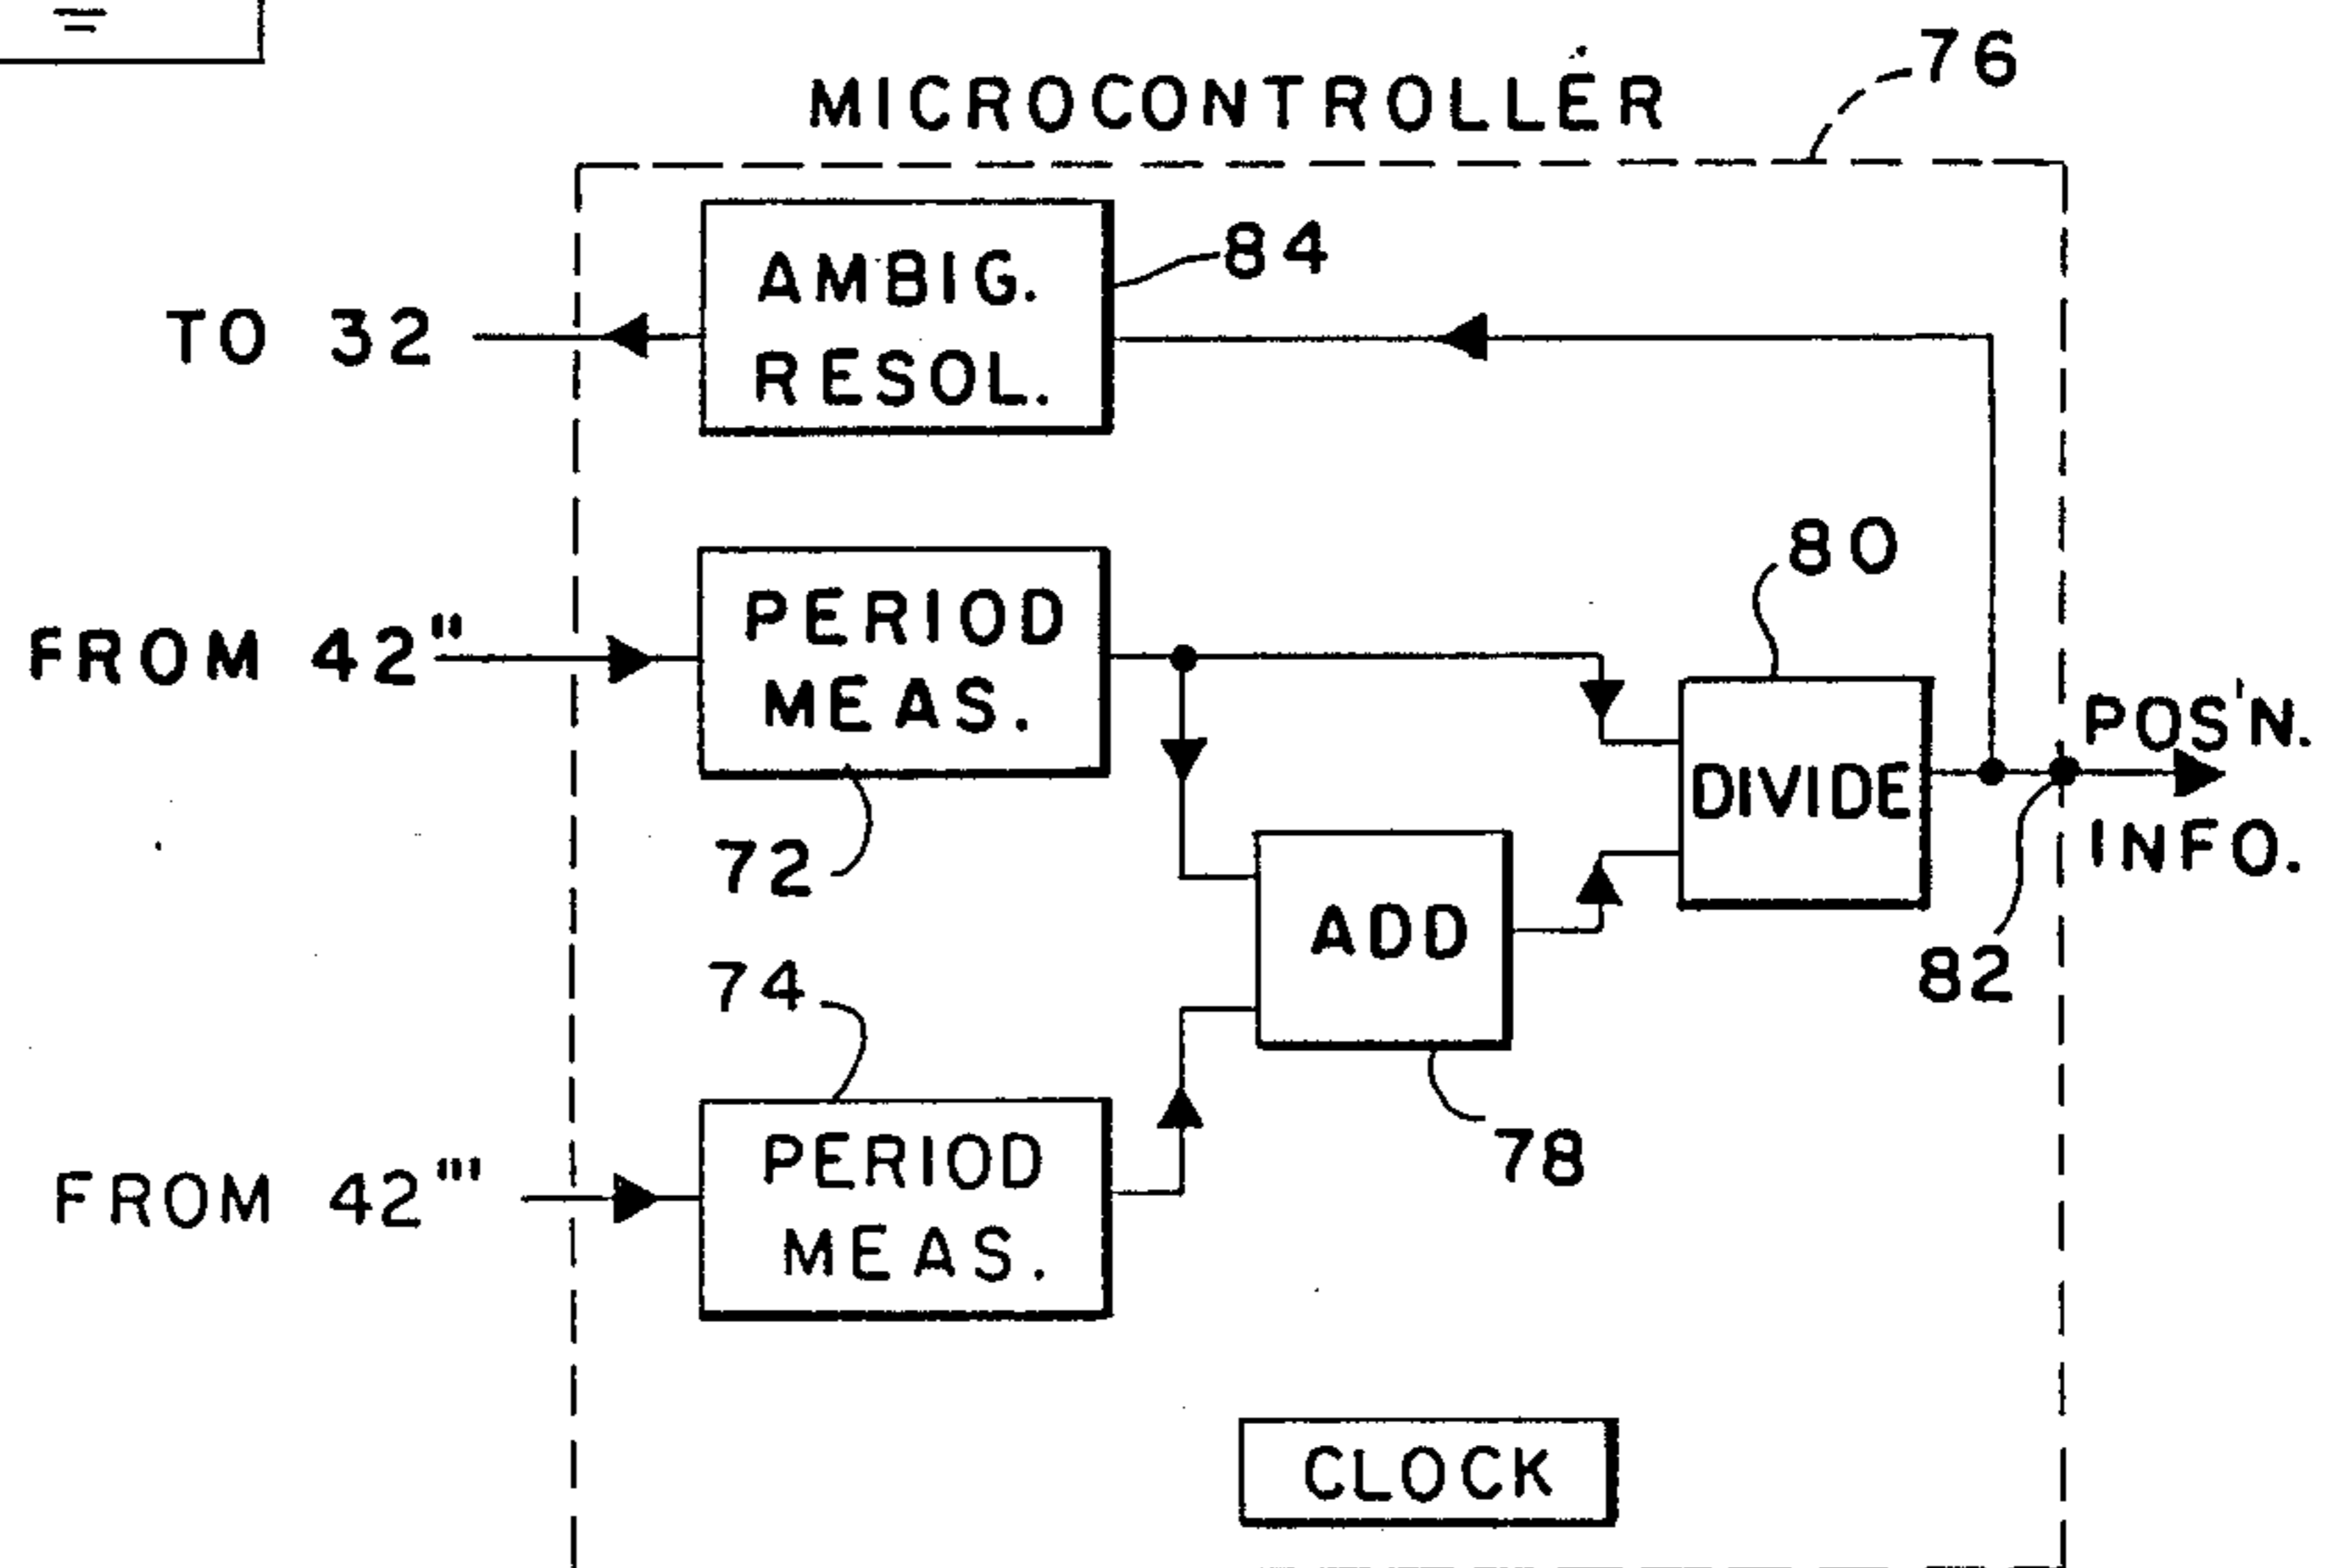 76
MICROCONTROLLER
84
AMBIG.
RESOL.
TO 32
80
PERIOD
MEAS.
FROM 42"
POS'N.
DIVIDE
INFO.
72
ADD
82
74
78
PERIOD
MEAS.
FROM 42"'
CLOCK